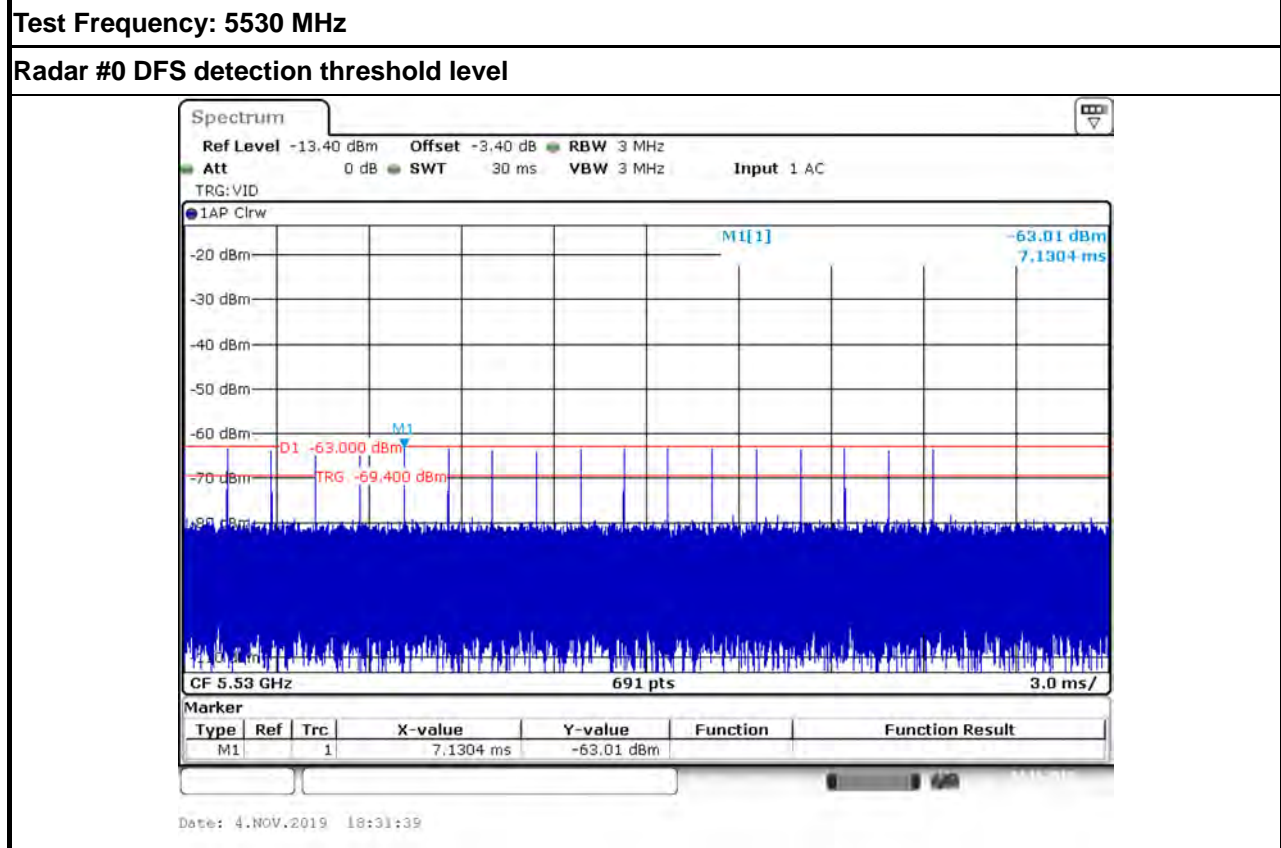 Test Frequency: 5530 MHz
Radar #0 DFS detection threshold level
Spectrum
Ref Level -13.40 dBm Offset -3.40 dB RBW 3 MHz
Att 0 dB SWT 30 ms VBW 3 MHz Input 1 AC
TRG:VID
1AP Clrw
M1[1] -63.01 dBm
7.1304 ms
-20 dBm
-30 dBm
-40 dBm
-50 dBm
-60 dBm
M1
D1 -63.000 dBm
-70 dBm
TRG -69.400 dBm
CF 5.53 GHz 691 pts 3.0 ms/
Marker
Type Ref Trc X-value Y-value Function Function Result
M1 1 7.1304 ms -63.01 dBm
Date: 4.NOV.2019 18:31:39